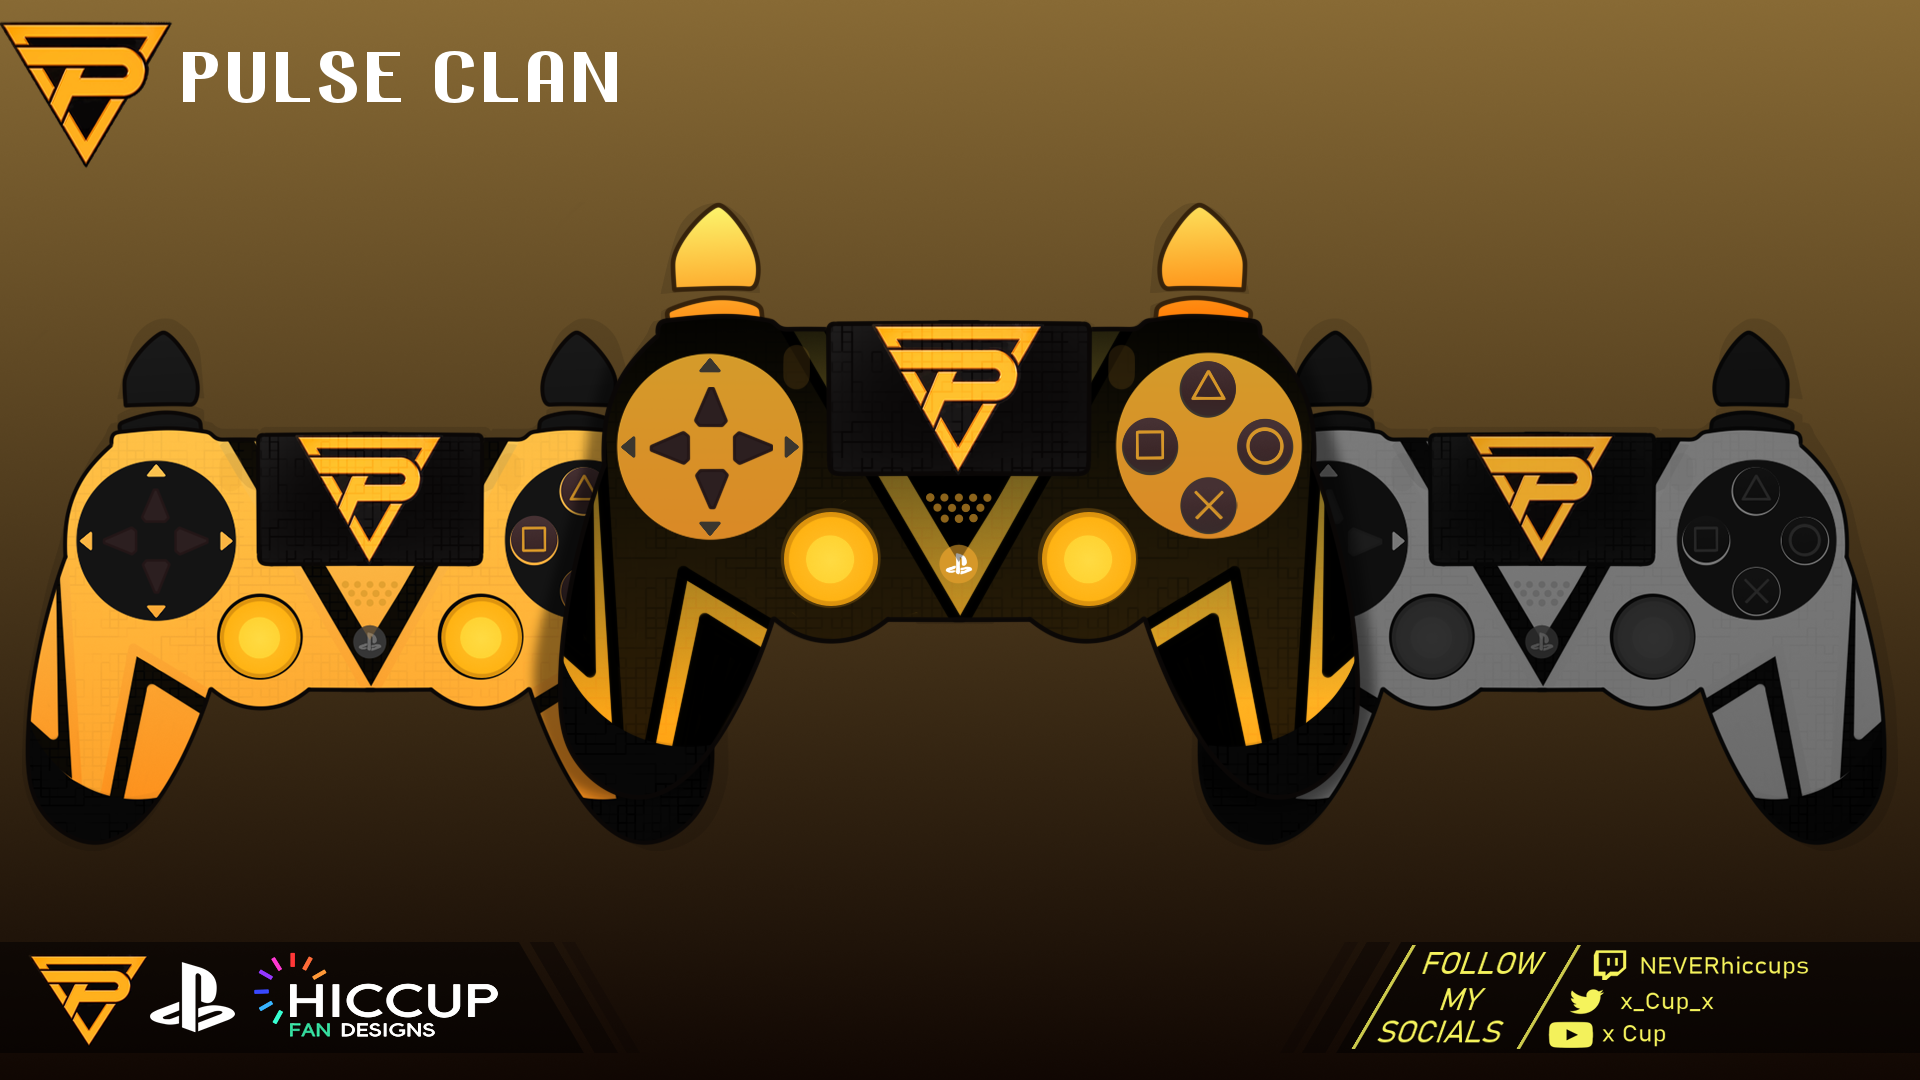 PULSE CLAN
HICCUP
FAN DESIGNS
FOLLOW
MY
SOCIALS
NEVERhiccups
x_Cup_x
x Cup